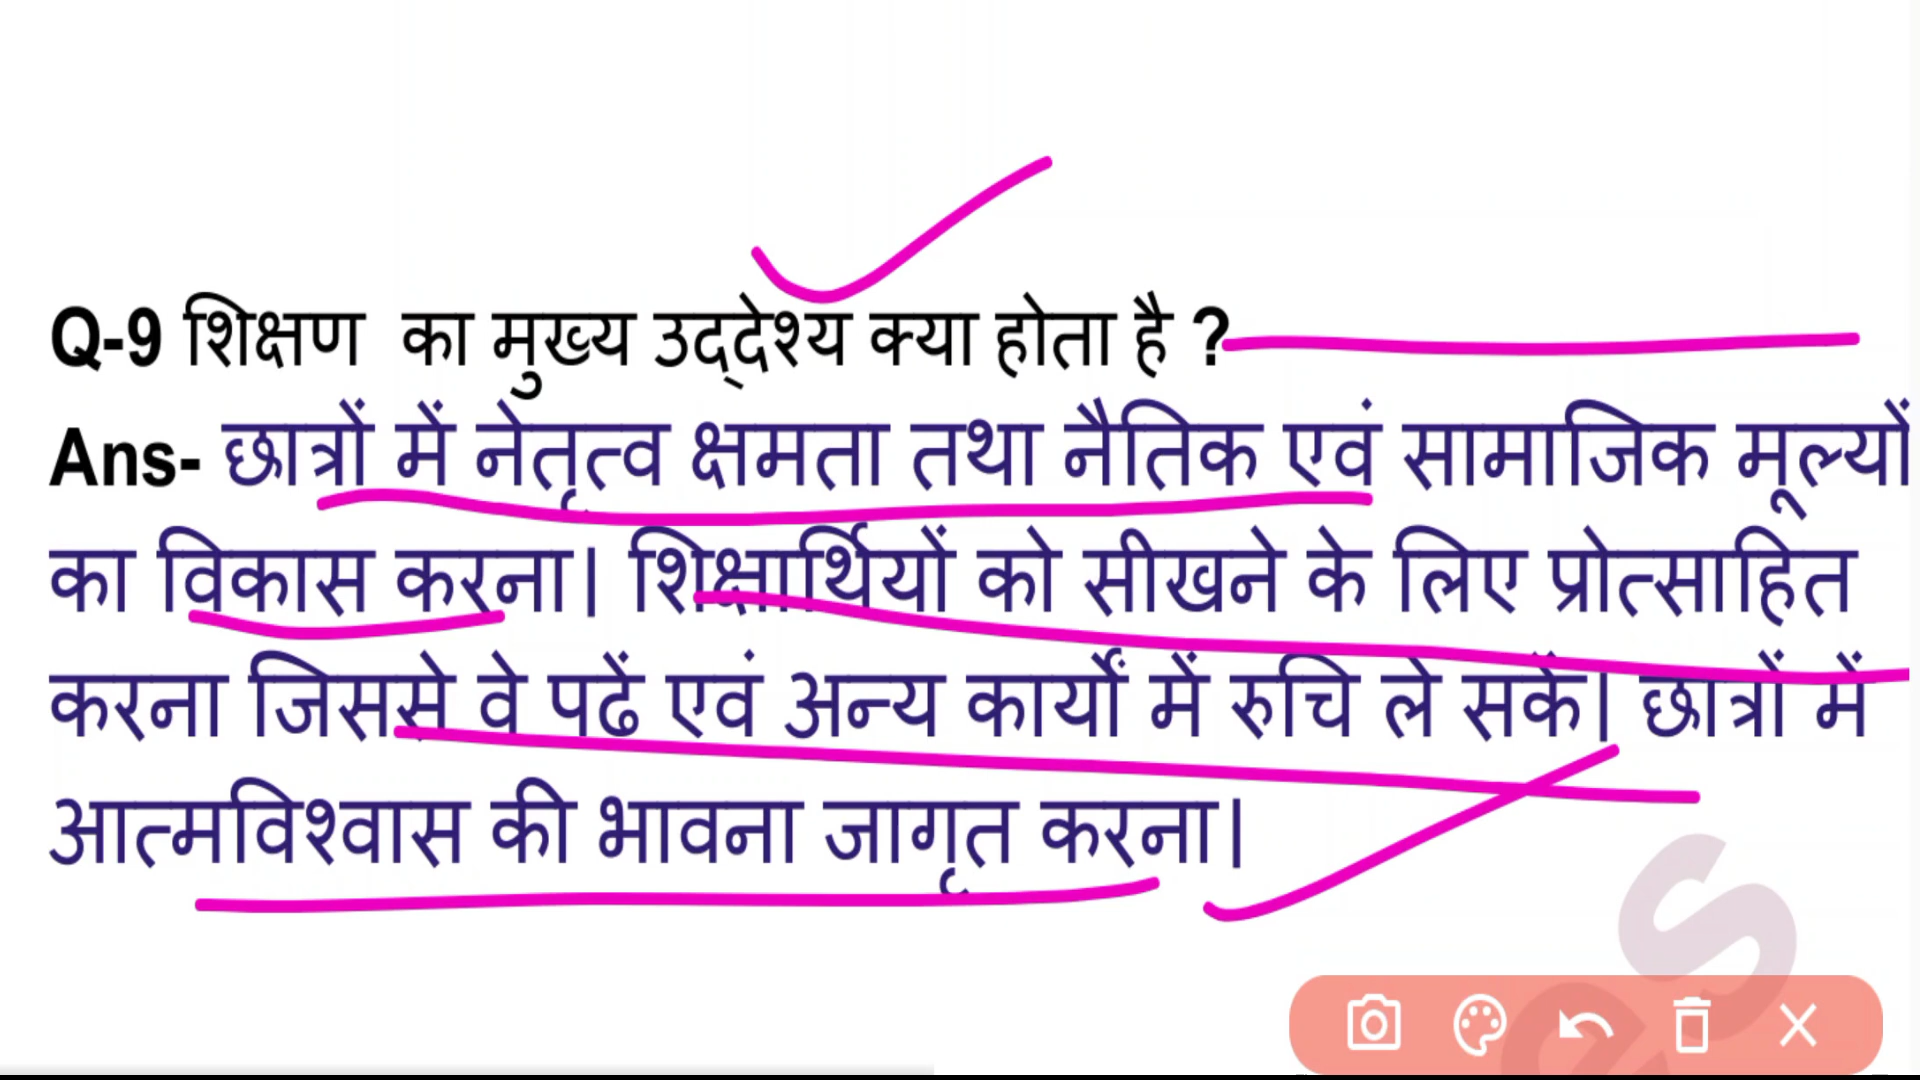 Q-9 शिक्षण का मुख्य उद्देश्य क्या होता है ?
Ans- छात्रों में नेतृत्व क्षमता तथा नैतिक एवं सामाजिक मूल्यों
का विकास करना| शिक्षार्थियों को सीखने के लिए प्रोत्साहित
करना जिससे वे पढें एवं अन्य कार्यों में रुचि ले सकें| छात्रों में
आत्मविश्वास की भावना जागृत करना|
es